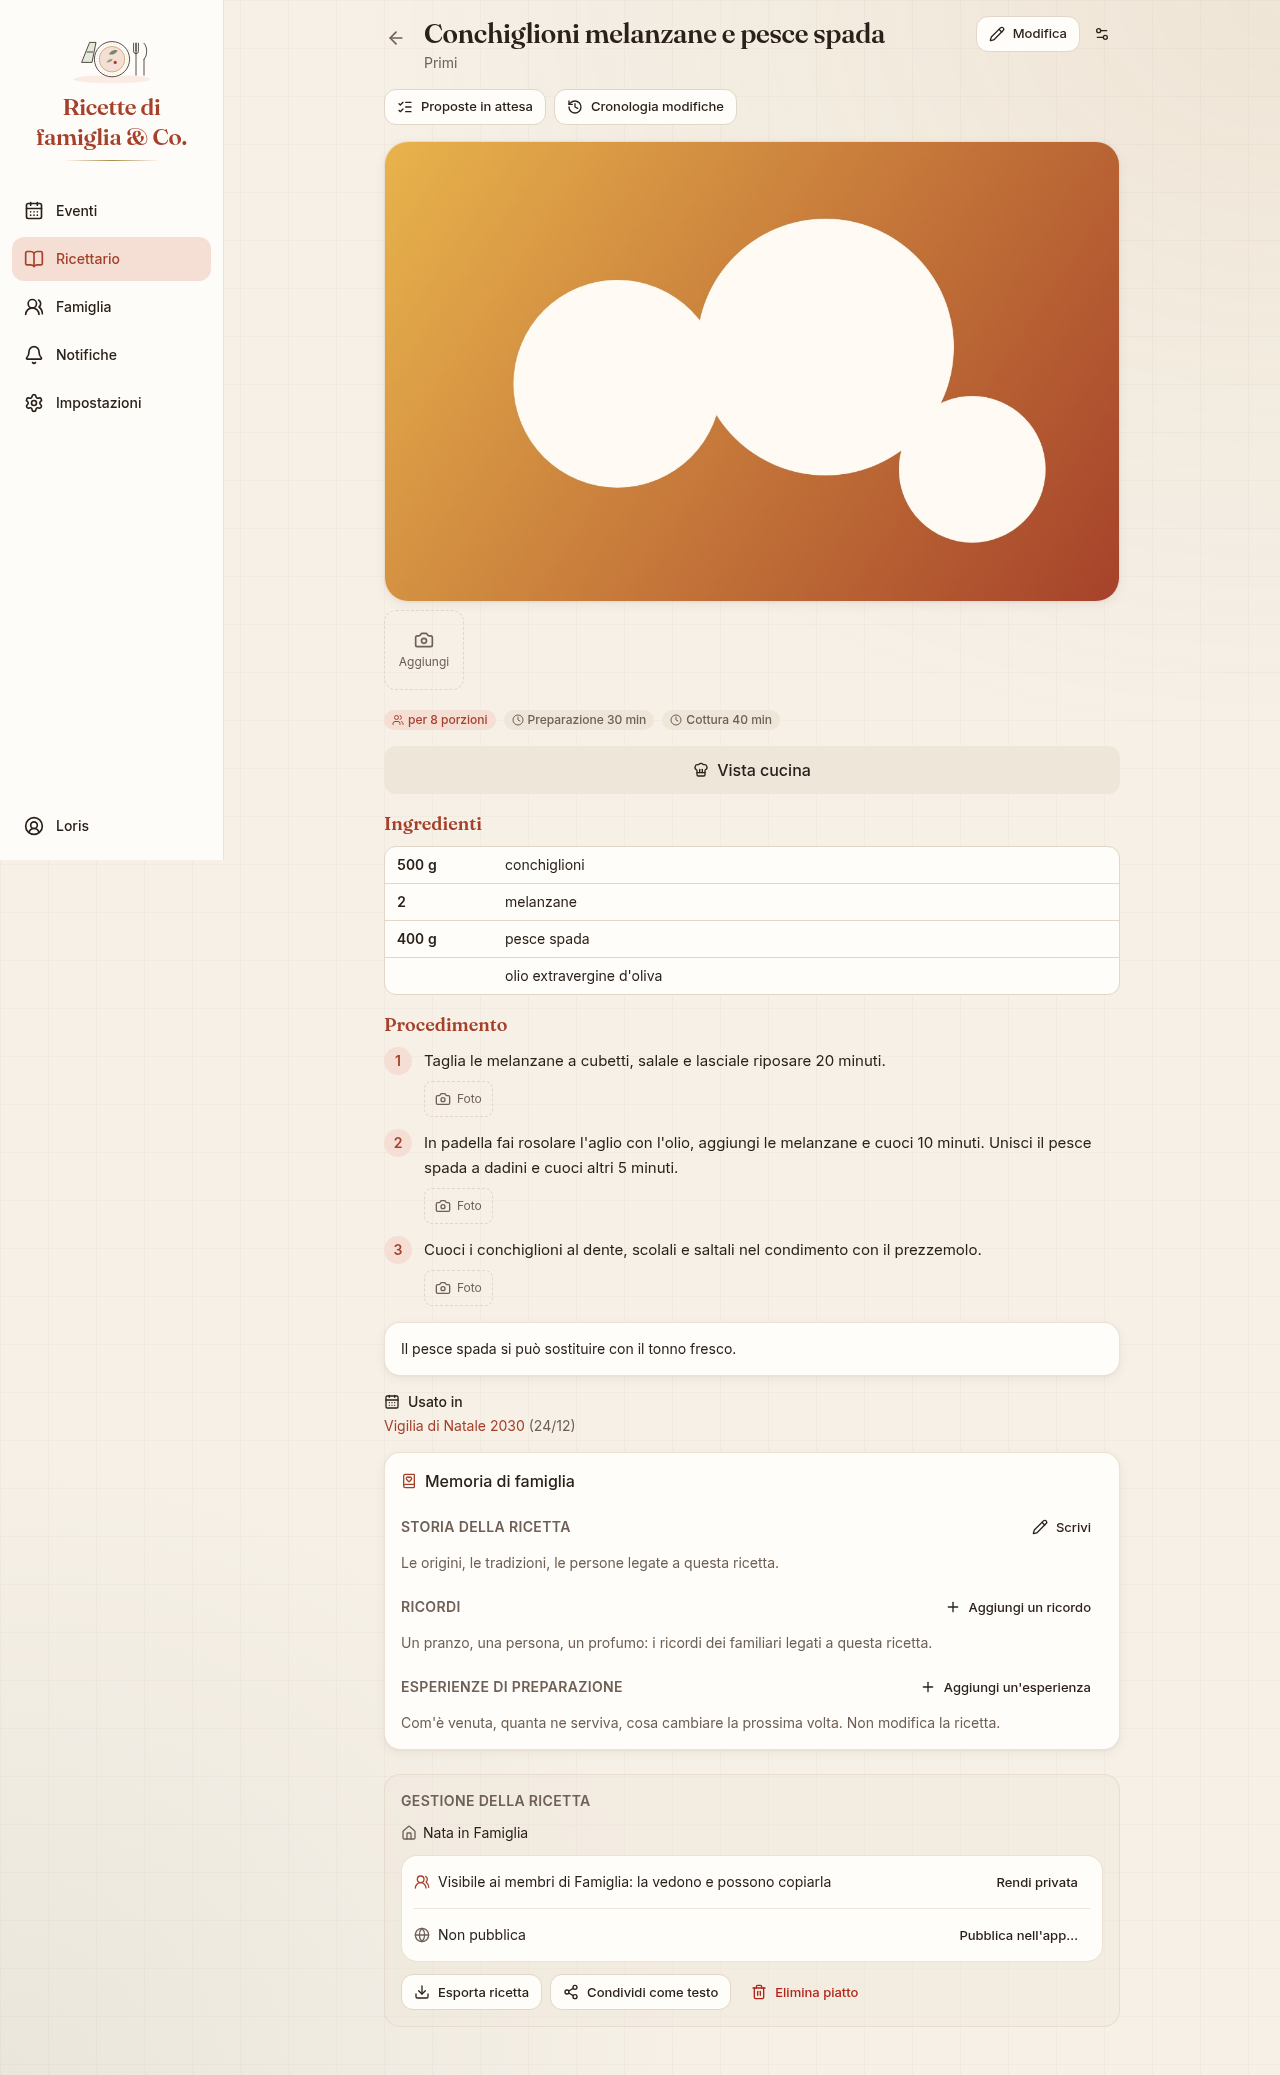 Ricette di
famiglia & Co.
Eventi
Ricettario
Famiglia
Notifiche
Impostazioni
Loris
Conchiglioni melanzane e pesce spada
Primi
Modifica
Proposte in attesa
Cronologia modifiche
Aggiungi
per 8 porzioni
Preparazione 30 min
Cottura 40 min
Vista cucina
Ingredienti
500 g conchiglioni
2 melanzane
400 g pesce spada
olio extravergine d'oliva
Procedimento
1 Taglia le melanzane a cubetti, salale e lasciale riposare 20 minuti.
Foto
2 In padella fai rosolare l'aglio con l'olio, aggiungi le melanzane e cuoci 10 minuti. Unisci il pesce
spada a dadini e cuoci altri 5 minuti.
Foto
3 Cuoci i conchiglioni al dente, scolali e saltali nel condimento con il prezzemolo.
Foto
Il pesce spada si può sostituire con il tonno fresco.
Usato in
Vigilia di Natale 2030 (24/12)
Memoria di famiglia
STORIA DELLA RICETTA
Scrivi
Le origini, le tradizioni, le persone legate a questa ricetta.
RICORDI
Aggiungi un ricordo
Un pranzo, una persona, un profumo: i ricordi dei familiari legati a questa ricetta.
ESPERIENZE DI PREPARAZIONE
Aggiungi un'esperienza
Com'è venuta, quanta ne serviva, cosa cambiare la prossima volta. Non modifica la ricetta.
GESTIONE DELLA RICETTA
Nata in Famiglia
Visibile ai membri di Famiglia: la vedono e possono copiarla
Rendi privata
Non pubblica
Pubblica nell'app…
Esporta ricetta
Condividi come testo
Elimina piatto